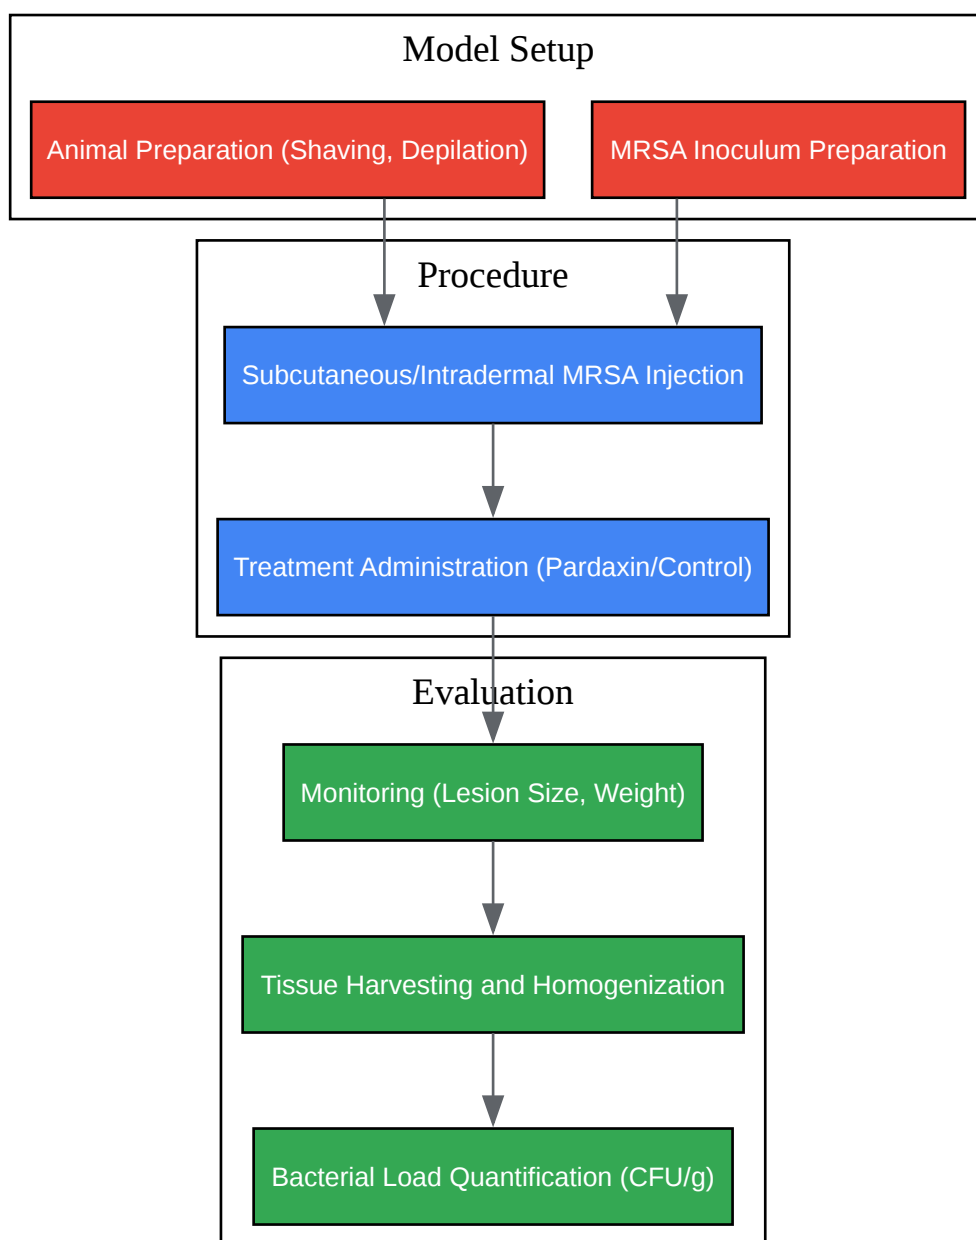 Model Setup
Animal Preparation (Shaving, Depilation)
MRSA Inoculum Preparation
Procedure
Subcutaneous/Intradermal MRSA Injection
Treatment Administration (Pardaxin/Control)
Evaluation
Monitoring (Lesion Size, Weight)
Tissue Harvesting and Homogenization
Bacterial Load Quantification (CFU/g)